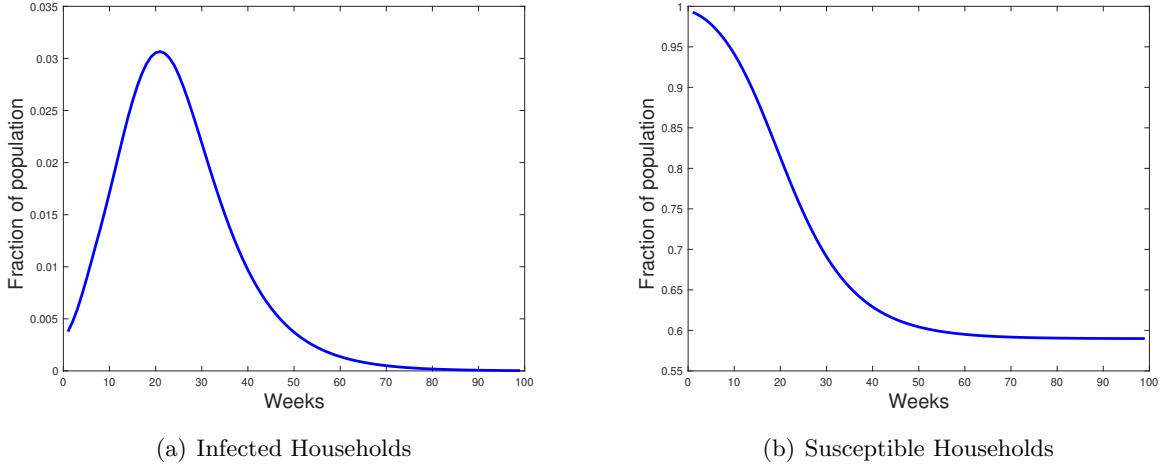 0.035
0.03
0.025
0.02
0.015
0.01
0.005
0
Fraction of population
0 10 20 30 40 50 60 70 80 90 100
Weeks
(a) Infected Households
1
0.95
0.9
0.85
0.8
0.75
0.7
0.65
0.6
0.55
Fraction of population
0 10 20 30 40 50 60 70 80 90 100
Weeks
(b) Susceptible Households